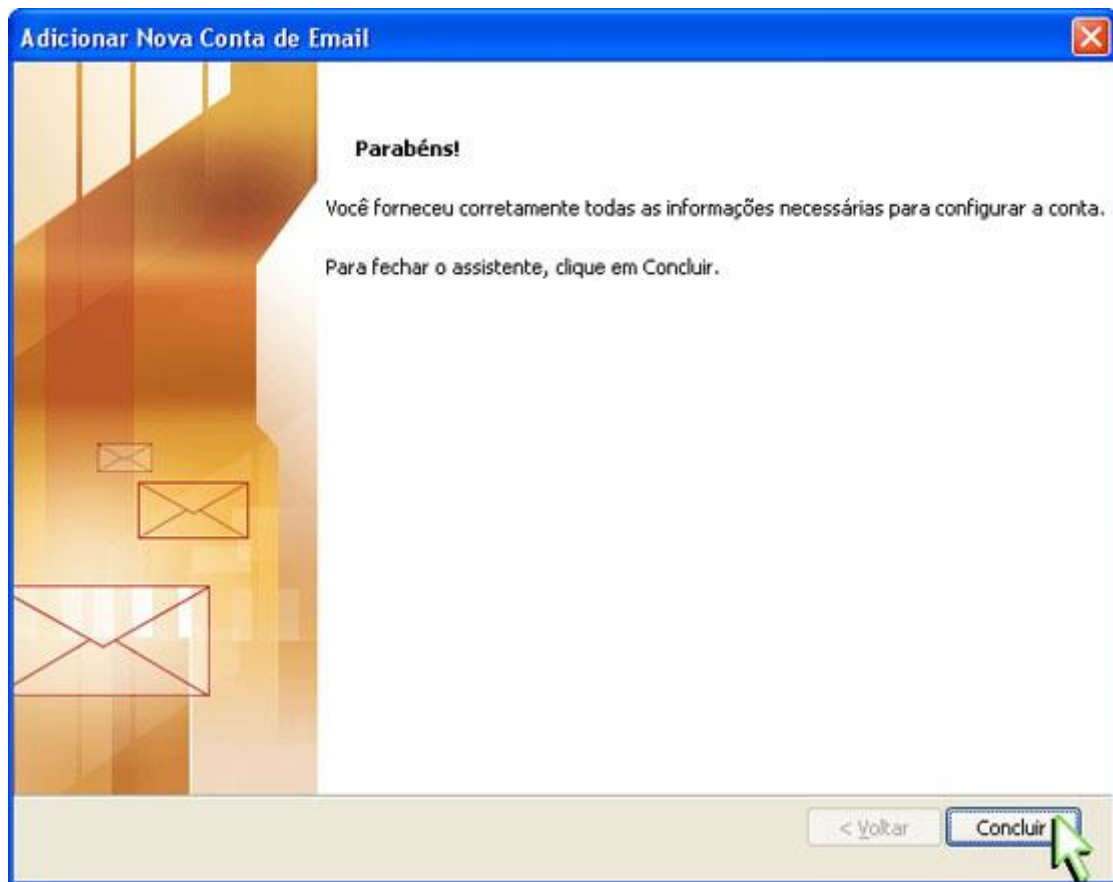 Adicionar Nova Conta de Email
Parabéns!
Você forneceu corretamente todas as informações necessárias para configurar a conta.
Para fechar o assistente, clique em Concluir.
< Voltar
Concluir